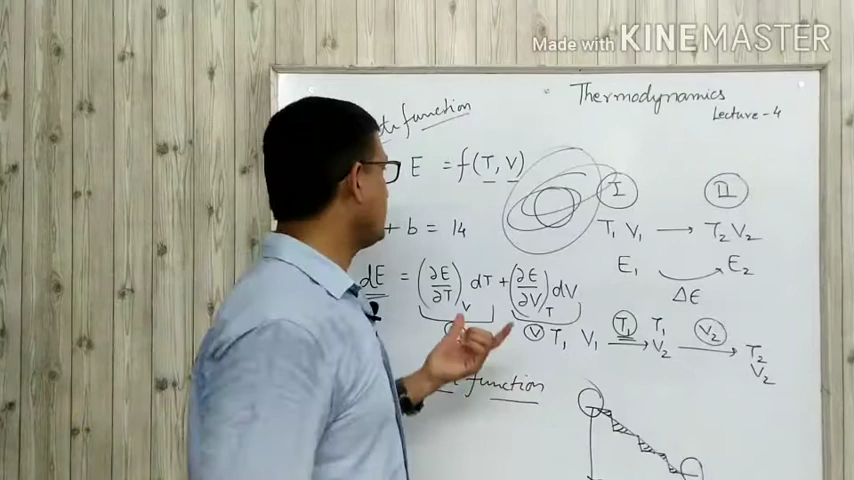 Made with KINEMASTER
Thermodynamics
Lecture - 4
function
E = f(T, V)
I II
T₁ V₁ → T₂ V₂
+ b = 14
E₁ E₂
ΔE
dE = (∂E/∂T)_V dT + (∂E/∂V)_T dV
V T₁ V₁ T₁ → T₁ V₂ V₂ → T₂ V₂
function